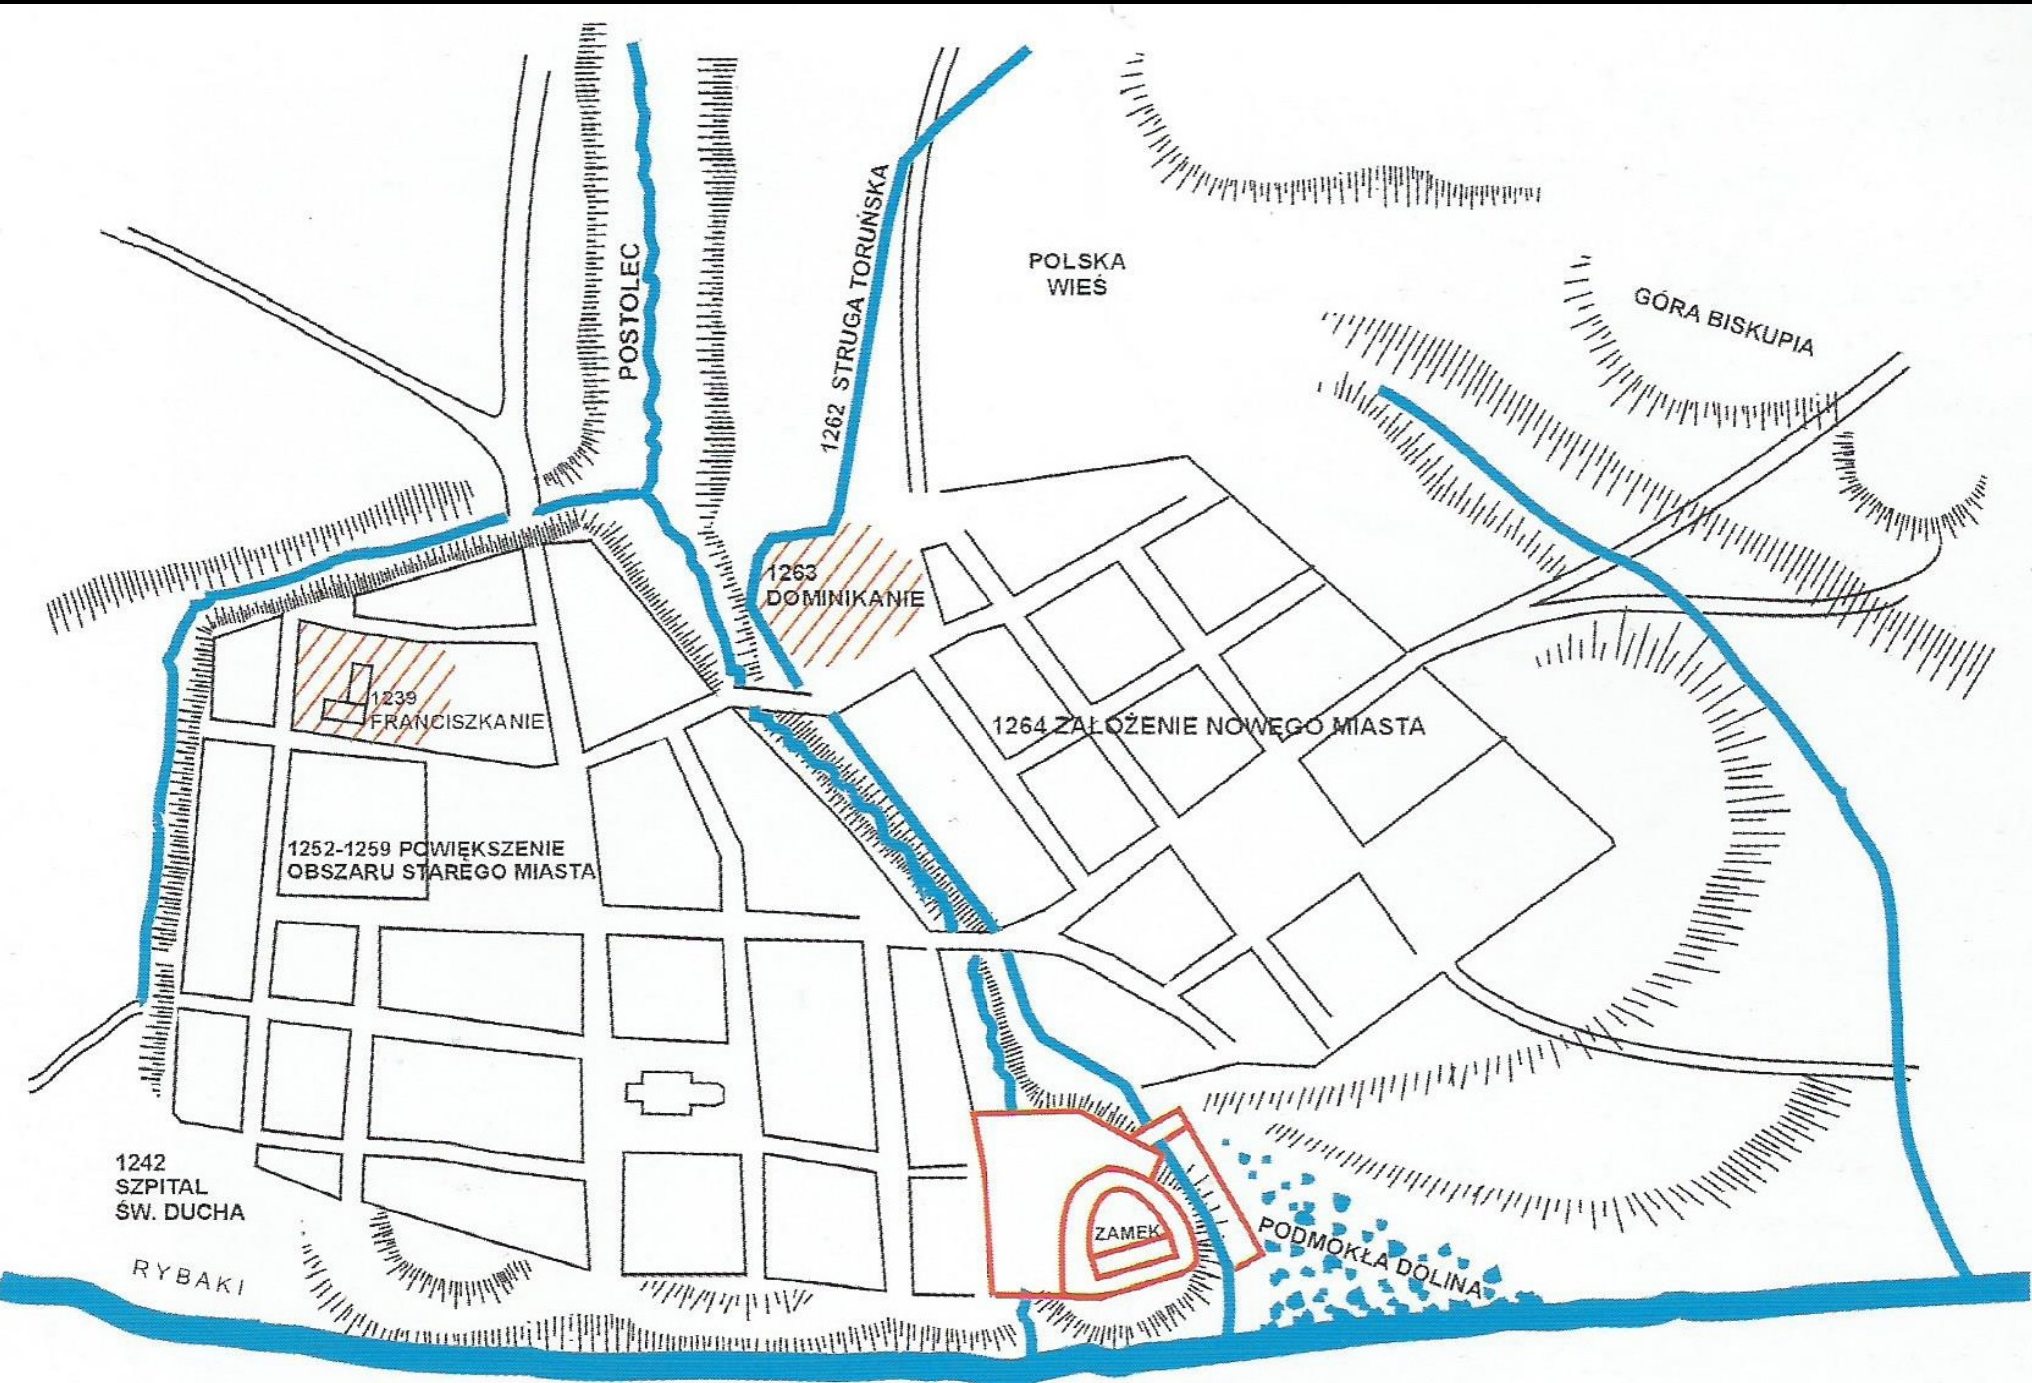 POSTOLEC
1262 STRUGA TORUŃSKA
POLSKA
WIEŚ
GÓRA BISKUPIA
1263
DOMINIKANIE
1239
FRANCISZKANIE
1264 ZAŁOŻENIE NOWEGO MIASTA
1252-1259 POWIĘKSZENIE
OBSZARU STAREGO MIASTA
1242
SZPITAL
ŚW. DUCHA
RYBAKI
ZAMEK
PODMOKŁA DOLINA